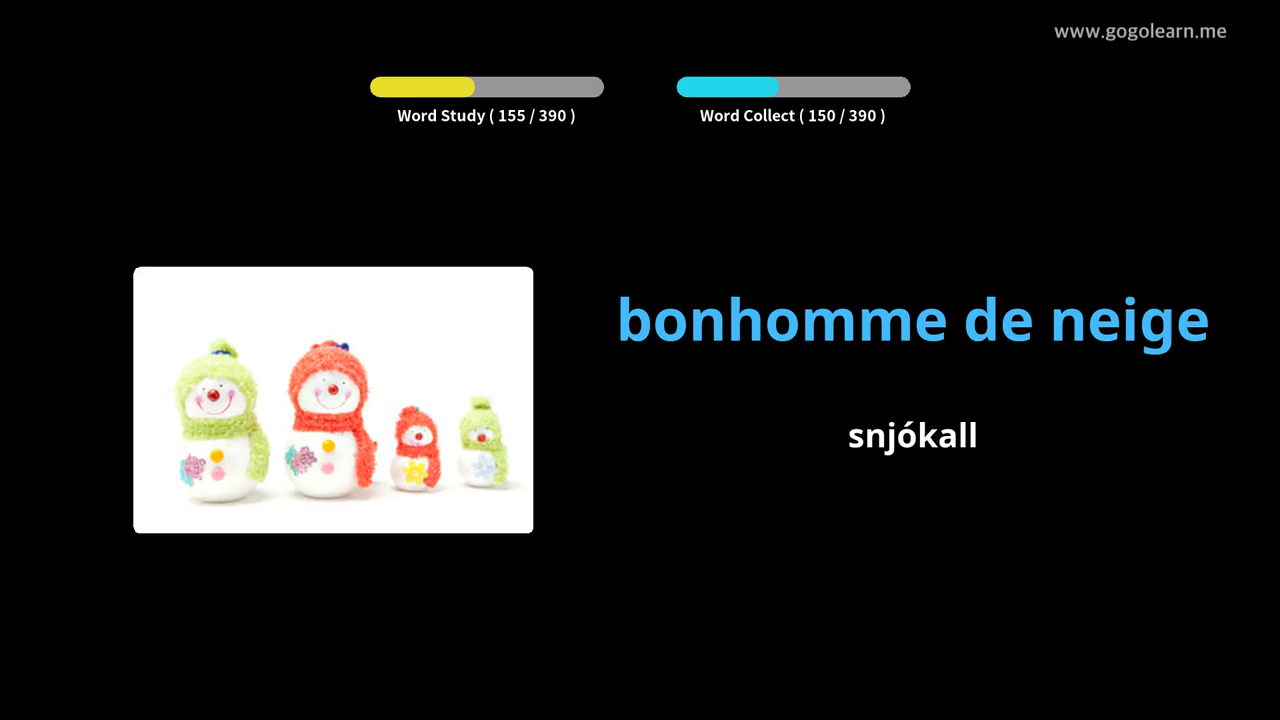 www.gogolearn.me
Word Study ( 155 / 390 )
Word Collect ( 150 / 390 )
bonhomme de neige
snjókall